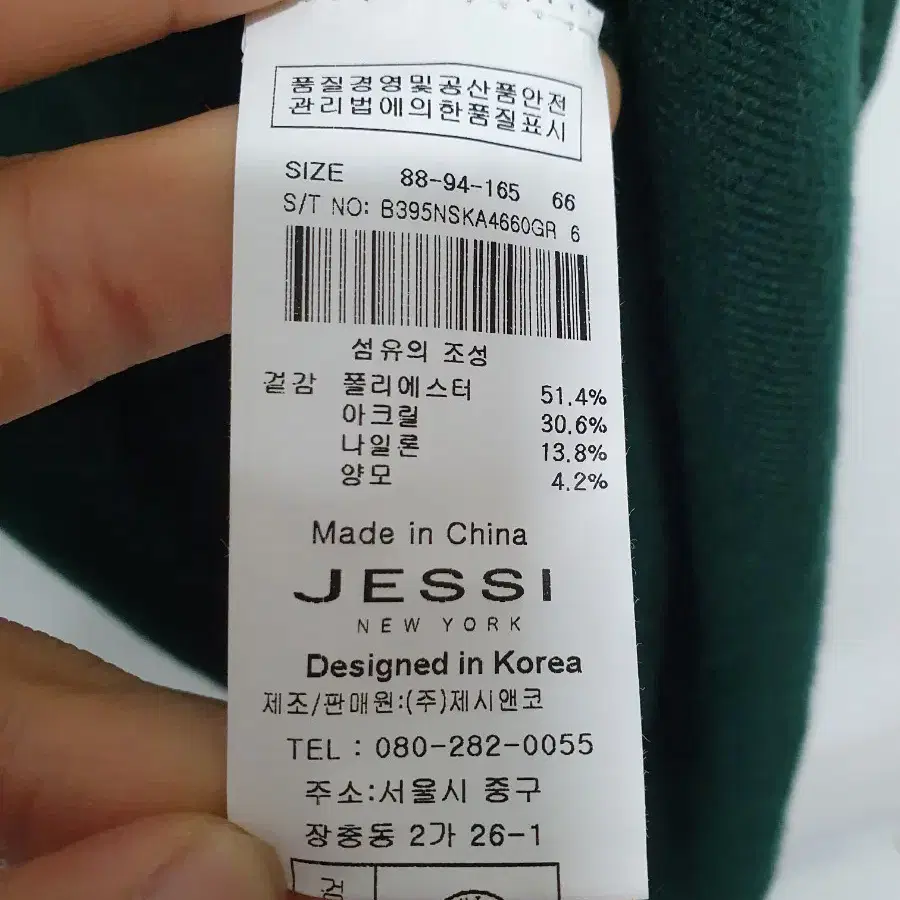 품질경영및공산품안전
관리법에의한품질표시
SIZE 88-94-165 66
S/T NO: B395NSKA4660GR 6
섬유의 조성
겉감 폴리에스터 51.4%
아크릴 30.6%
나일론 13.8%
양모 4.2%
Made in China
JESSI
NEW YORK
Designed in Korea
제조/판매원:(주)제시앤코
TEL : 080-282-0055
주소:서울시 중구
장충동 2가 26-1
검